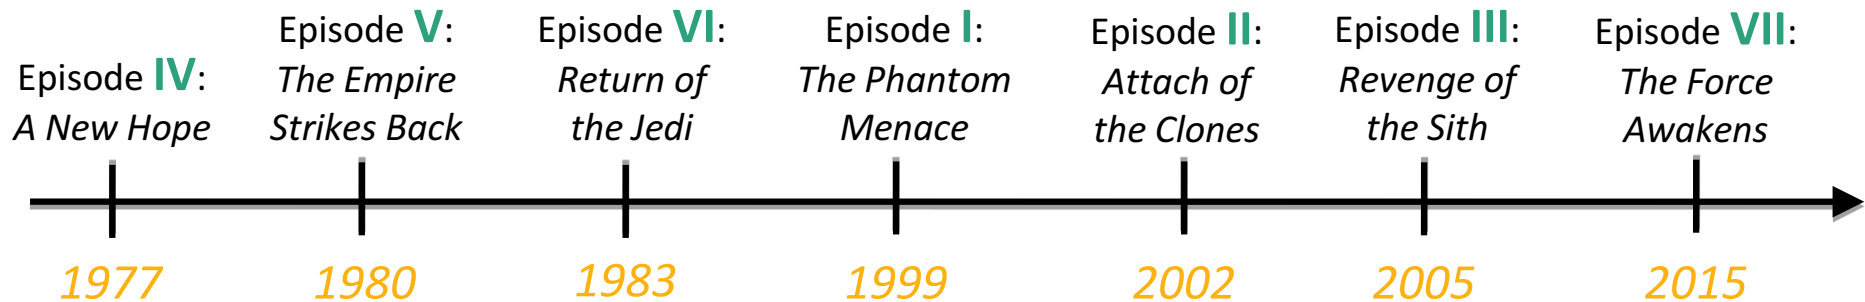 Episode IV:
A New Hope
Episode V:
The Empire
Strikes Back
Episode VI:
Return of
the Jedi
Episode I:
The Phantom
Menace
Episode II:
Attach of
the Clones
Episode III:
Revenge of
the Sith
Episode VII:
The Force
Awakens
1977
1980
1983
1999
2002
2005
2015